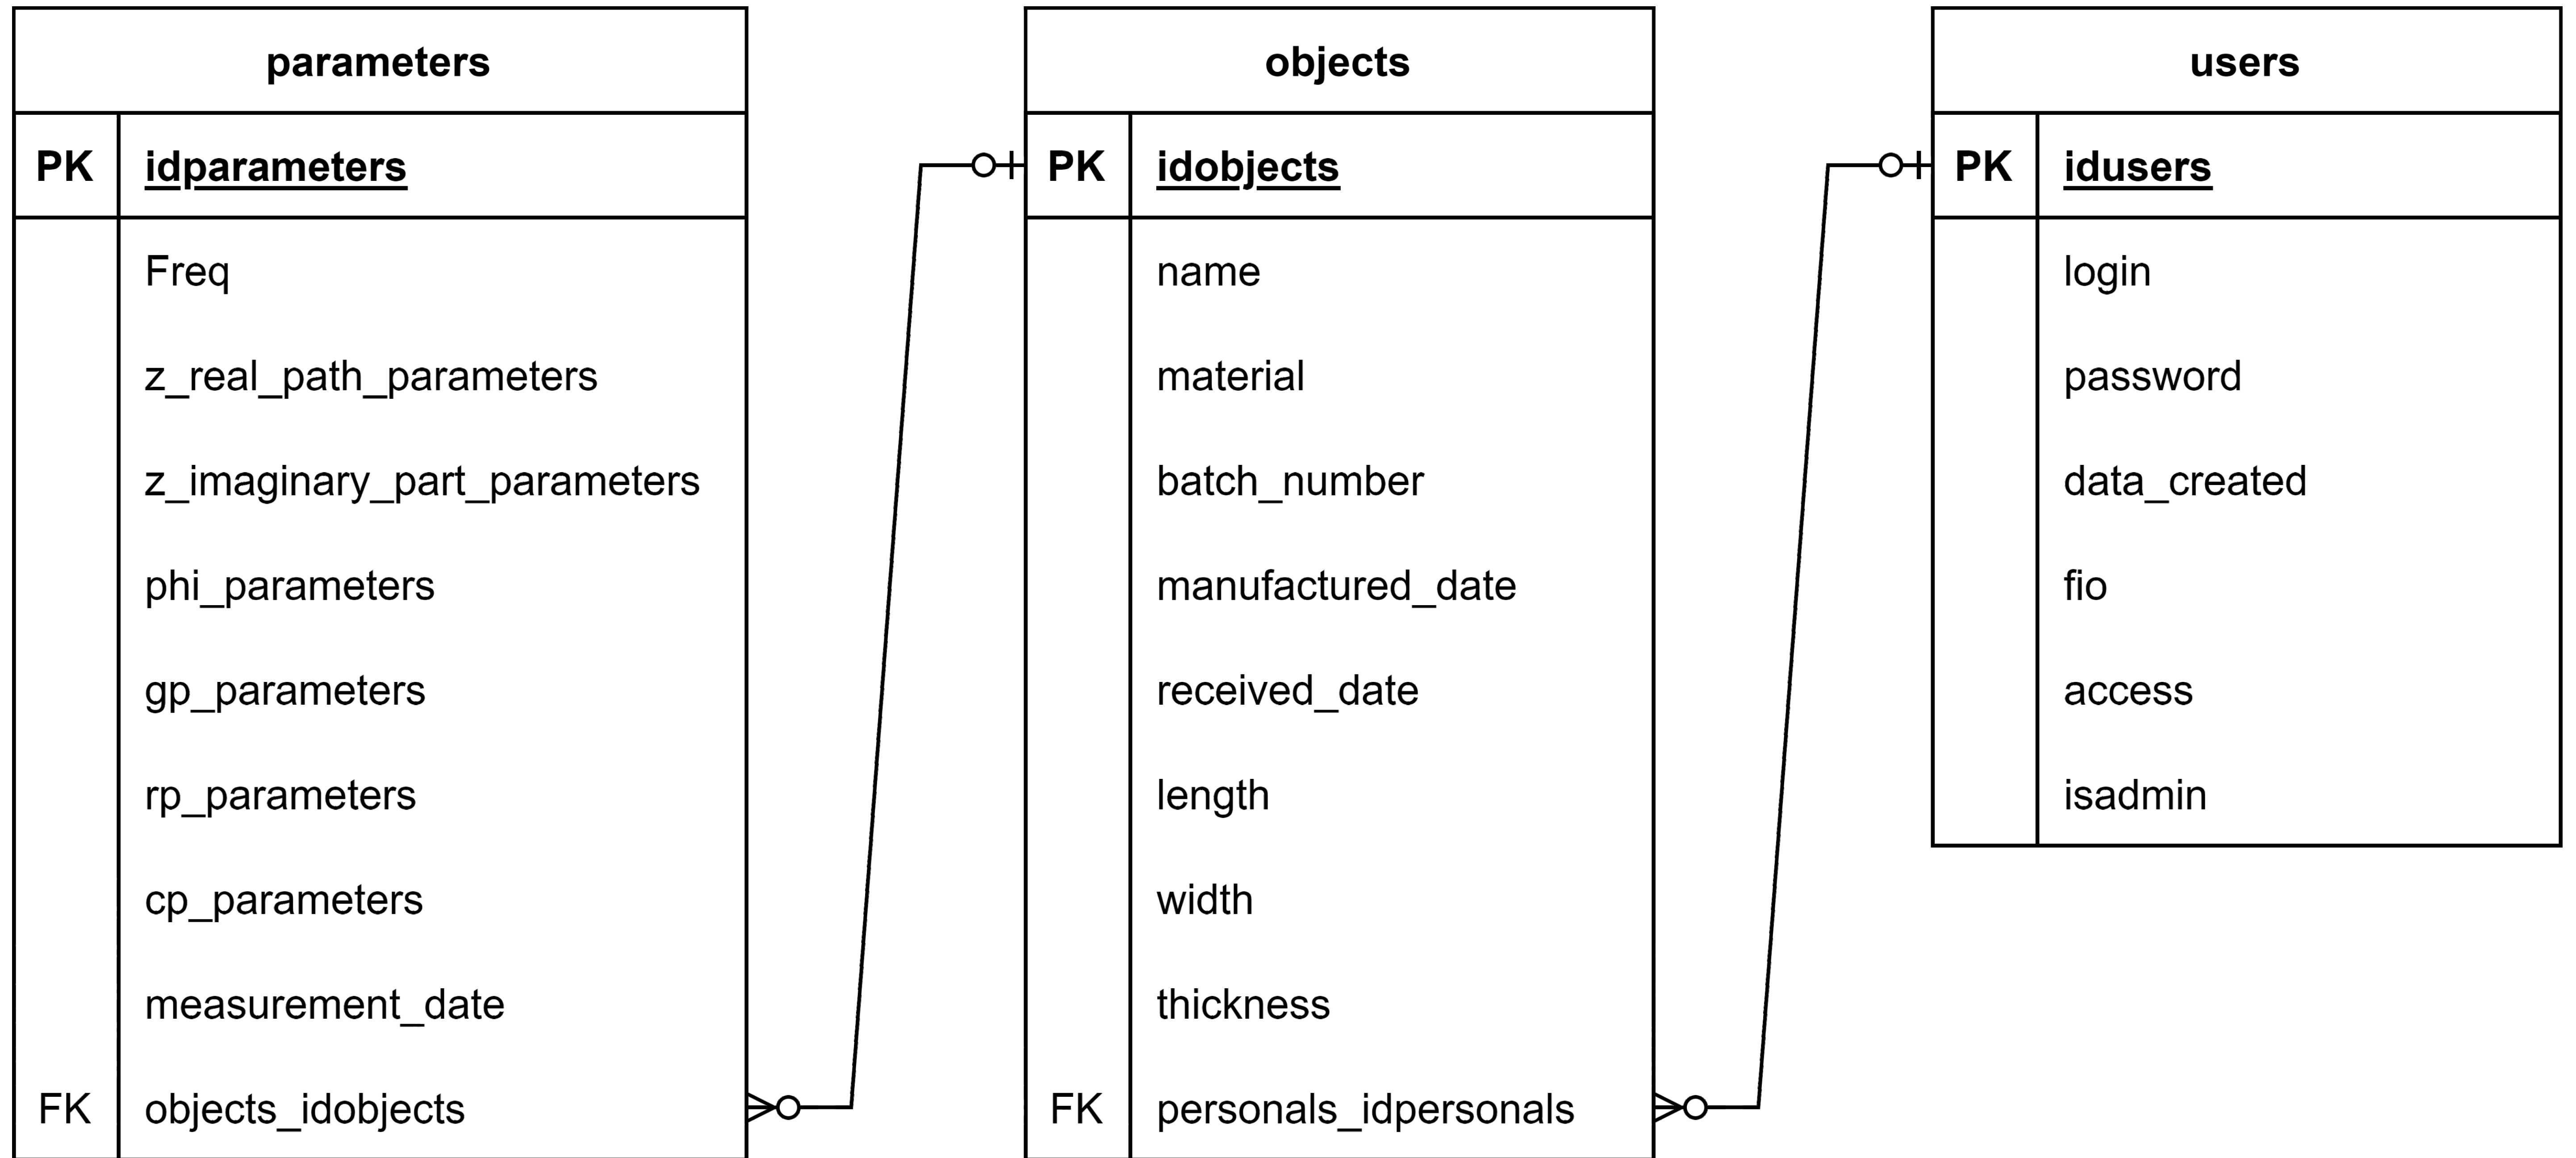 parameters
PK idparameters
Freq
z_real_path_parameters
z_imaginary_part_parameters
phi_parameters
gp_parameters
rp_parameters
cp_parameters
measurement_date
FK objects_idobjects
objects
PK idobjects
name
material
batch_number
manufactured_date
received_date
length
width
thickness
FK personals_idpersonals
users
PK idusers
login
password
data_created
fio
access
isadmin